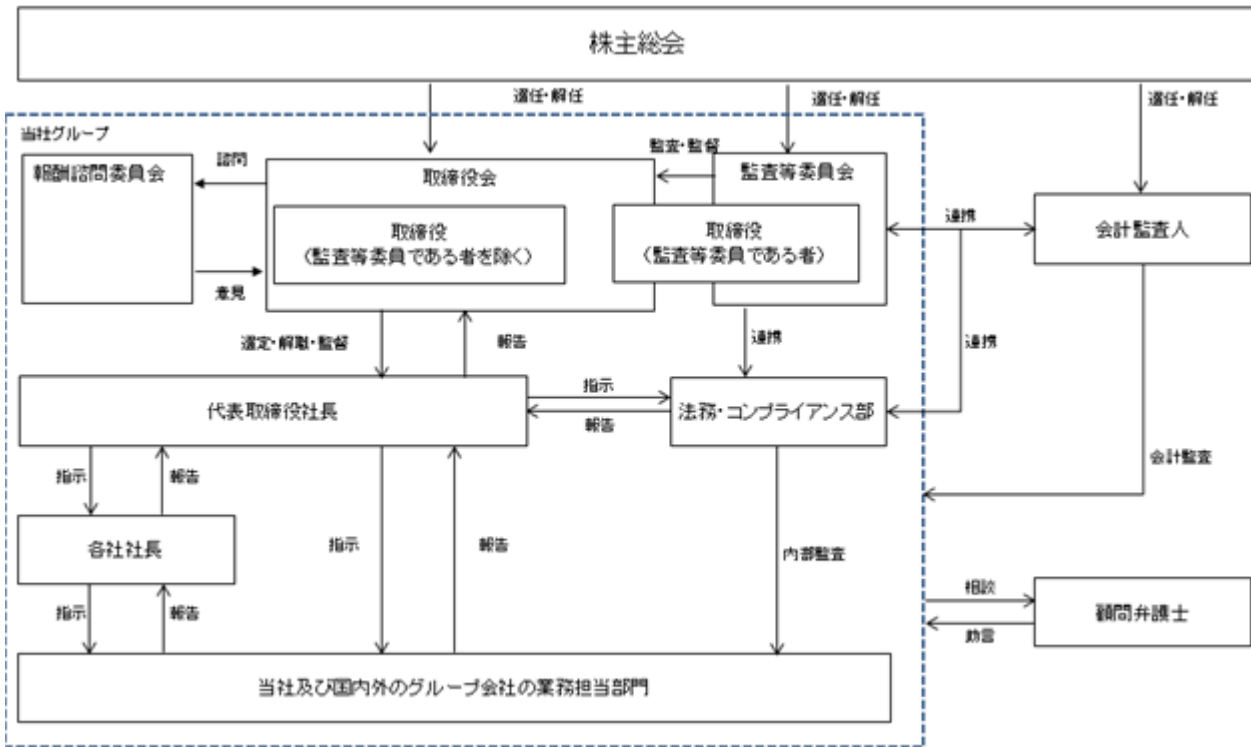 株主総会
選任・解任
選任・解任
選任・解任
当社グループ
報酬諮問委員会
諮問
意見
取締役会
取締役
(監査等委員である者を除く)
監査・監督
監査等委員会
取締役
(監査等委員である者)
連携
会計監査人
選定・解職・監督
報告
連携
連携
代表取締役社長
指示
報告
法務・コンプライアンス部
会計監査
指示
報告
各社社長
指示
報告
内部監査
指示
報告
相談
助言
顧問弁護士
当社及び国内外のグループ会社の業務担当部門